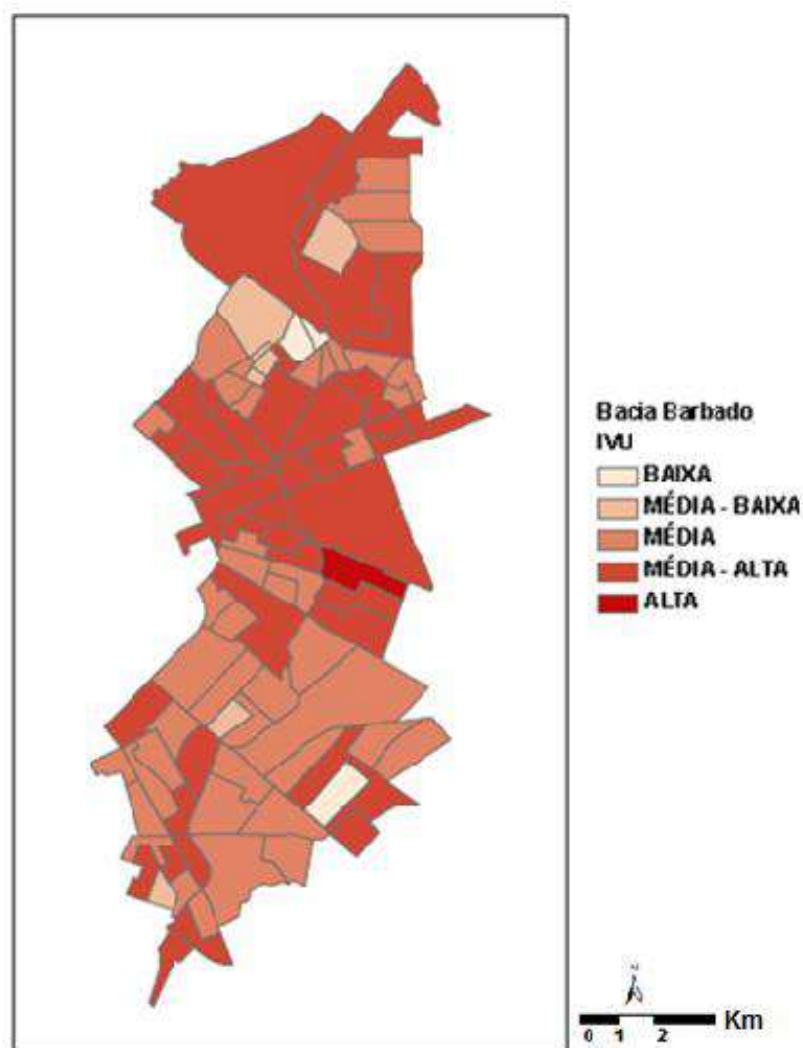 Bacia Barbado
IVU
BAIXA
MÉDIA - BAIXA
MÉDIA
MÉDIA - ALTA
ALTA
Km
0 1 2